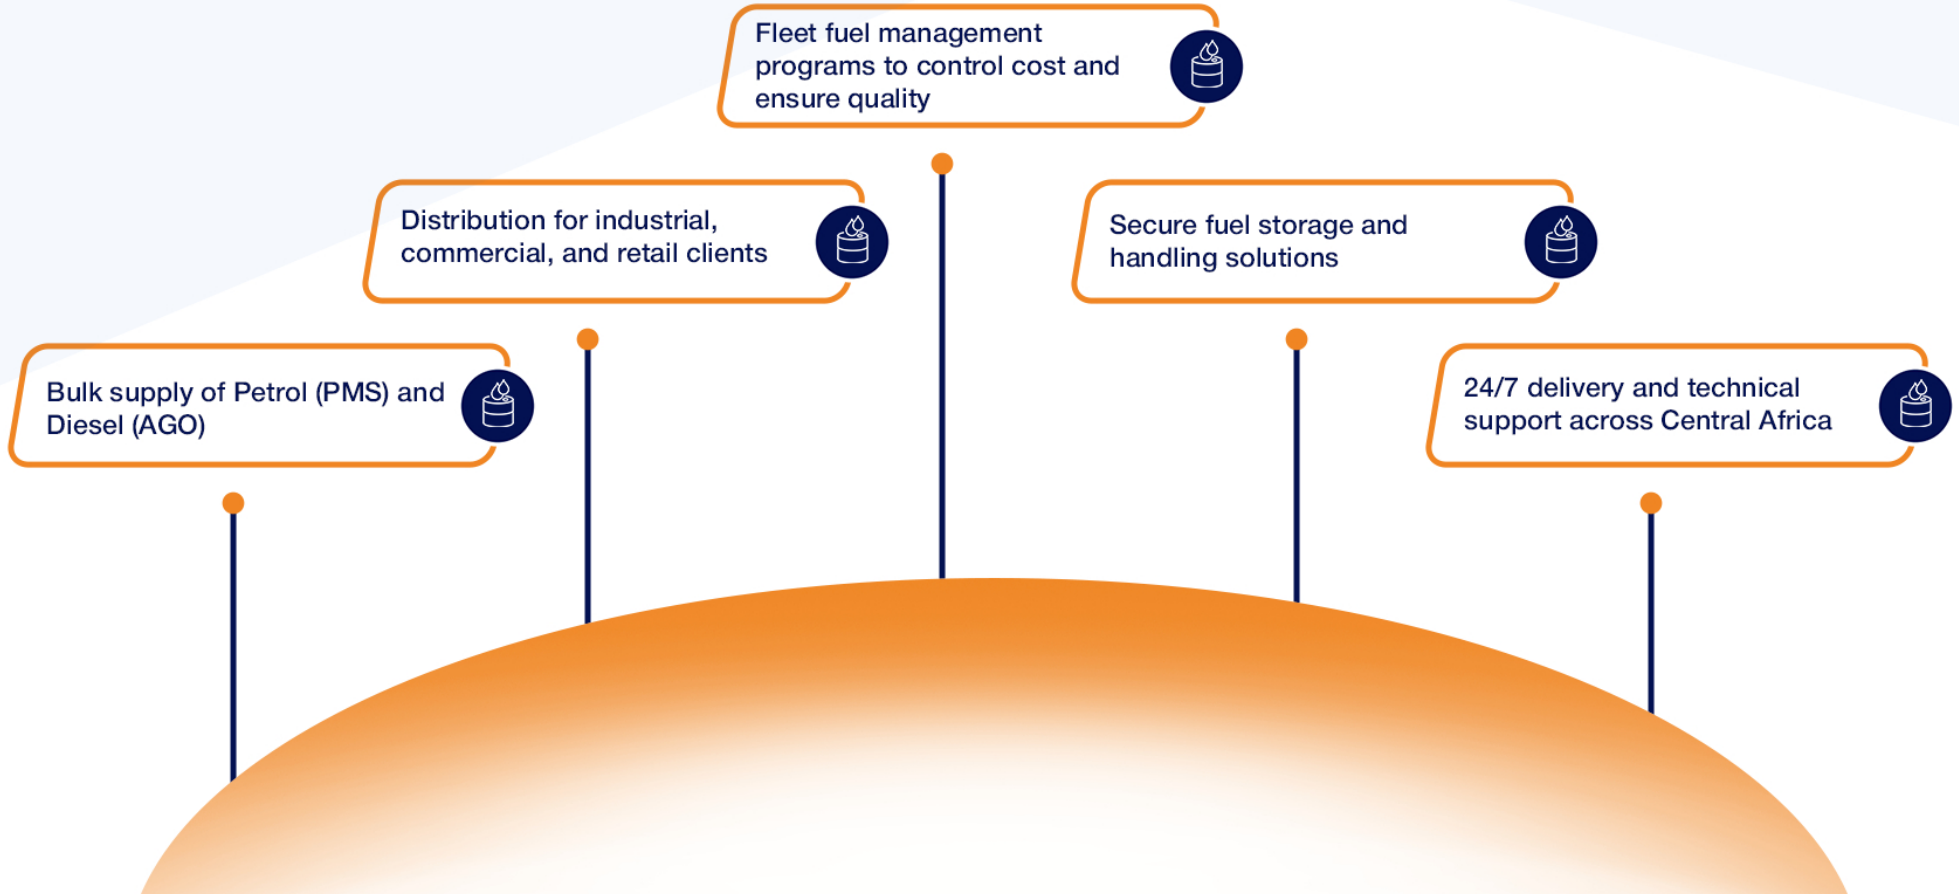 Fleet fuel management
programs to control cost and
ensure quality
Distribution for industrial,
commercial, and retail clients
Secure fuel storage and
handling solutions
Bulk supply of Petrol (PMS) and
Diesel (AGO)
24/7 delivery and technical
support across Central Africa